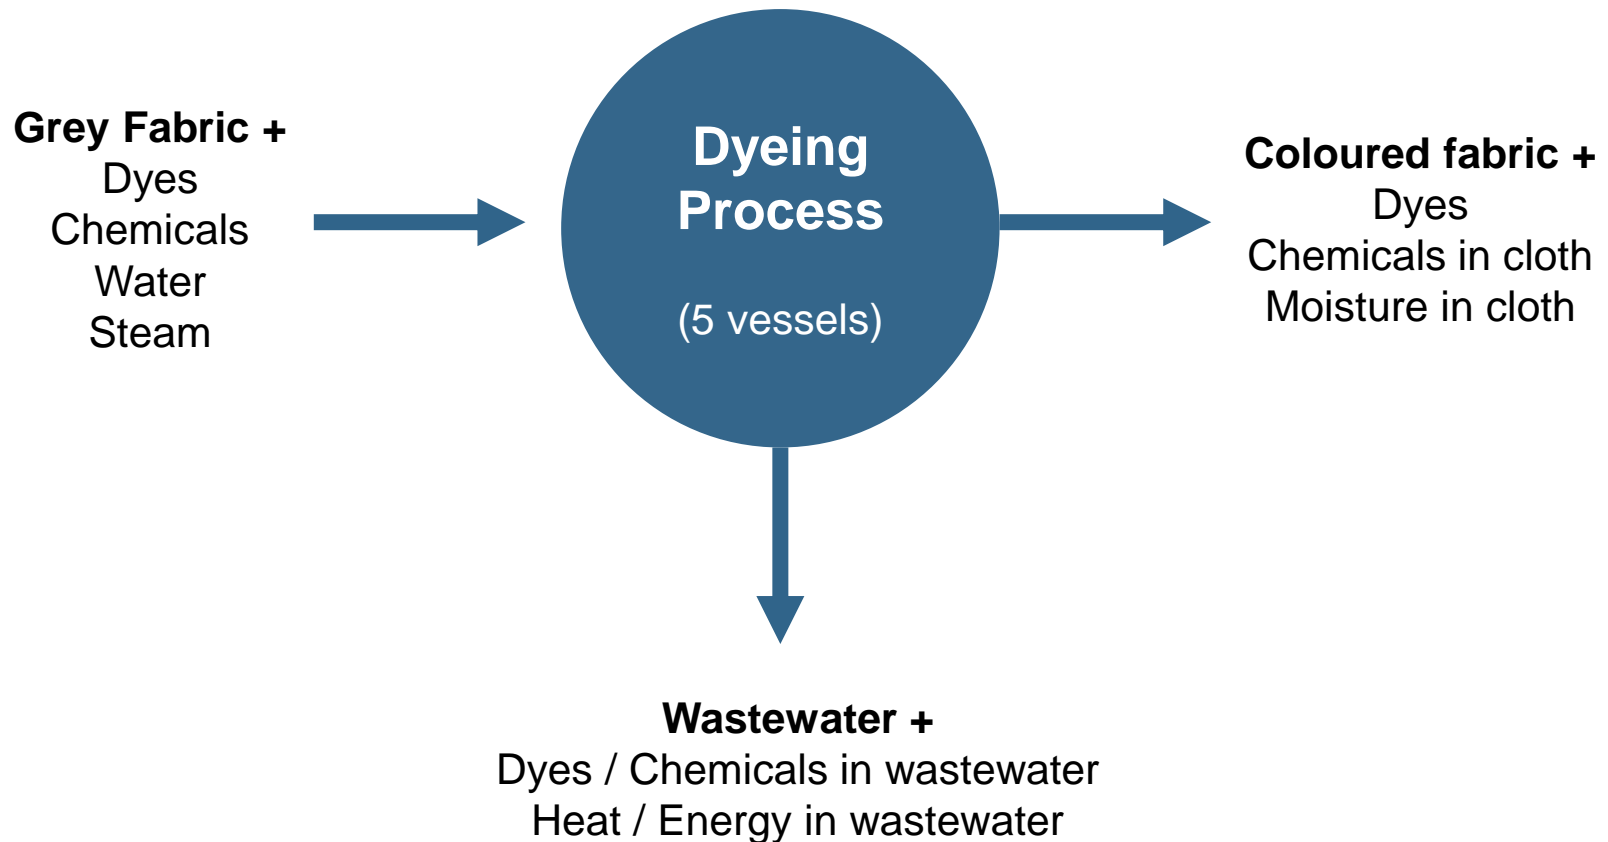 Grey Fabric +
Dyes
Chemicals
Water
Steam
Dyeing
Process
(5 vessels)
Coloured fabric +
Dyes
Chemicals in cloth
Moisture in cloth
Wastewater +
Dyes / Chemicals in wastewater
Heat / Energy in wastewater